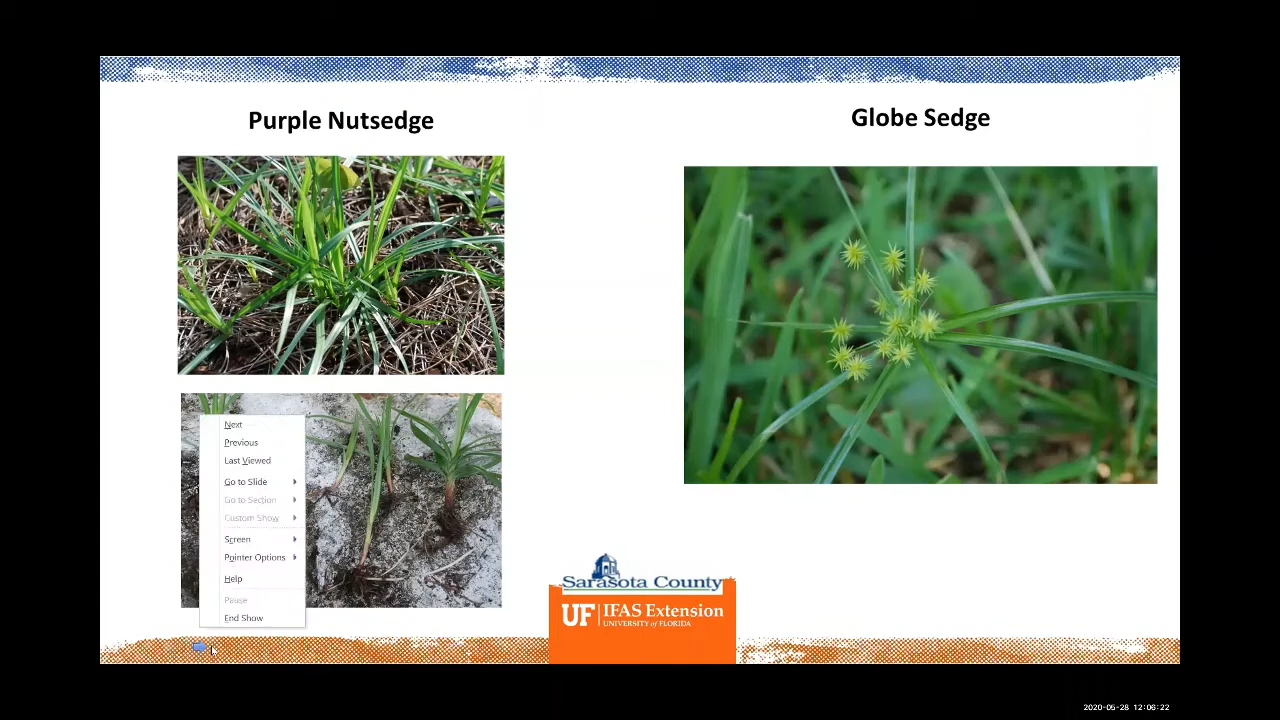 Purple Nutsedge
Globe Sedge
Next
Previous
Last Viewed
Go to Slide
Go to Section
Custom Show
Screen
Pointer Options
Help
Pause
End Show
Sarasota County
UF IFAS Extension
UNIVERSITY of FLORIDA
2020-05-28 12:06:22